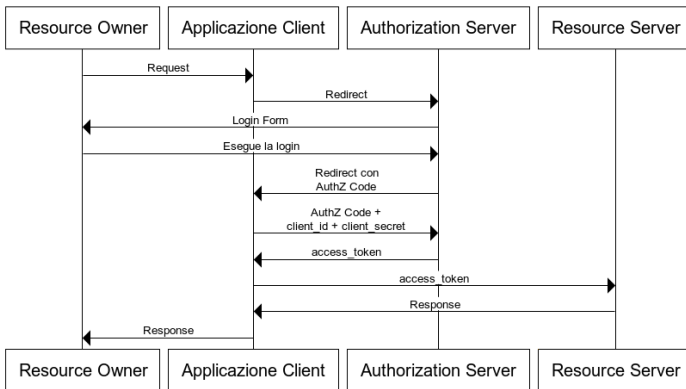 Resource Owner
Applicazione Client
Authorization Server
Resource Server
Request
Redirect
Login Form
Esegue la login
Redirect con
AuthZ Code
AuthZ Code +
client_id + client_secret
access_token
access_token
Response
Response
Resource Owner
Applicazione Client
Authorization Server
Resource Server